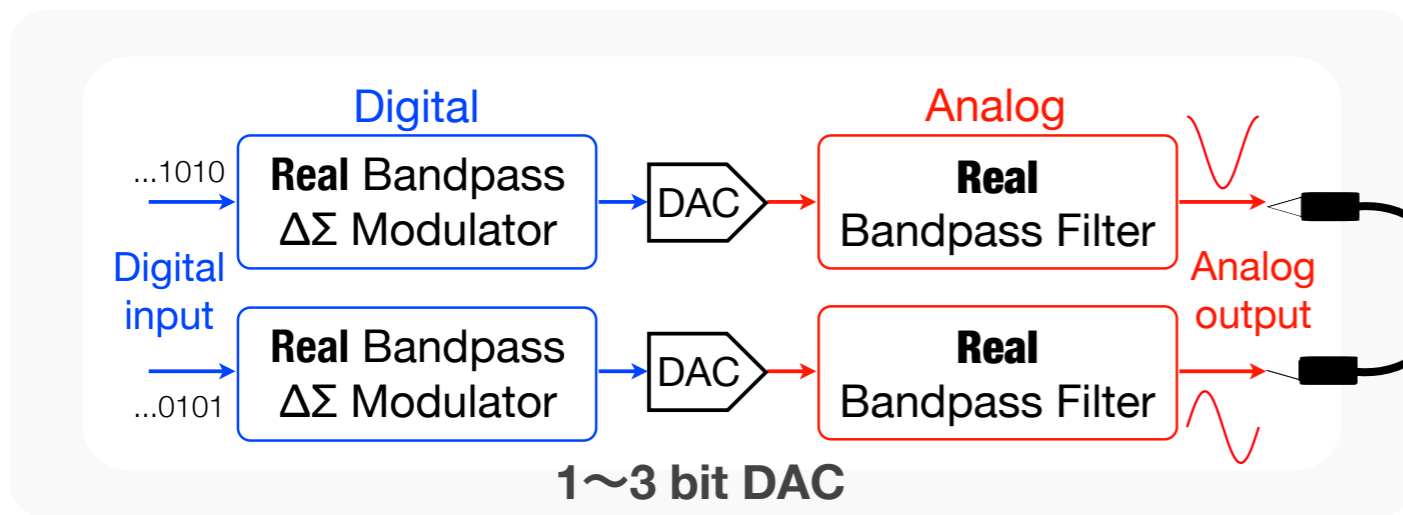 Digital
Analog
...1010
Real Bandpass
ΔΣ Modulator
DAC
Real
Bandpass Filter
Digital
input
Analog
output
...0101
Real Bandpass
ΔΣ Modulator
DAC
Real
Bandpass Filter
1〜3 bit DAC